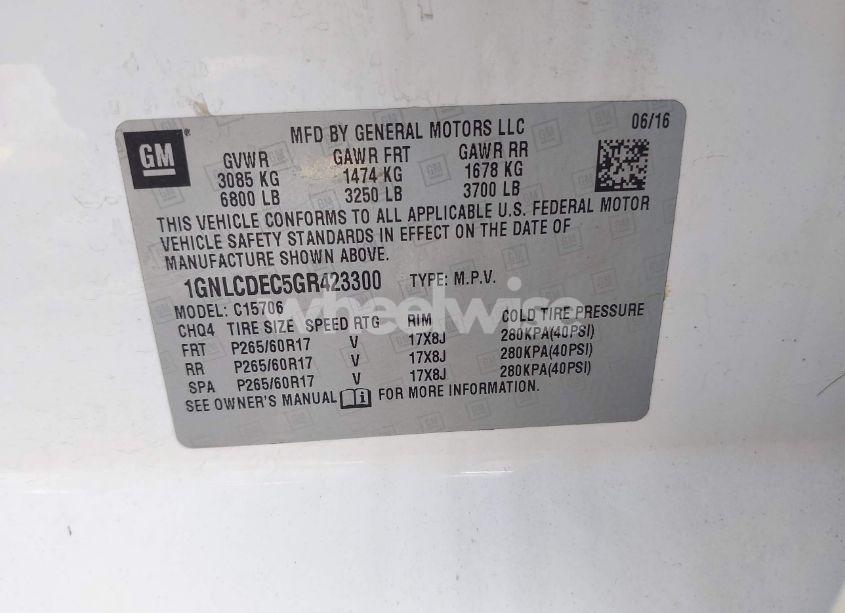 GM
MFD BY GENERAL MOTORS LLC 06/16
GVWR GAWR FRT GAWR RR
3085 KG 1474 KG 1678 KG
6800 LB 3250 LB 3700 LB
THIS VEHICLE CONFORMS TO ALL APPLICABLE U.S. FEDERAL MOTOR
VEHICLE SAFETY STANDARDS IN EFFECT ON THE DATE OF
MANUFACTURE SHOWN ABOVE.
1GNLCDEC5GR423300 TYPE: M.P.V.
wheelwise
MODEL: C15706
CHQ4 TIRE SIZE SPEED RTG RIM COLD TIRE PRESSURE
FRT P265/60R17 V 17X8J 280KPA(40PSI)
RR P265/60R17 V 17X8J 280KPA(40PSI)
SPA P265/60R17 V 17X8J 280KPA(40PSI)
SEE OWNER'S MANUAL i FOR MORE INFORMATION.